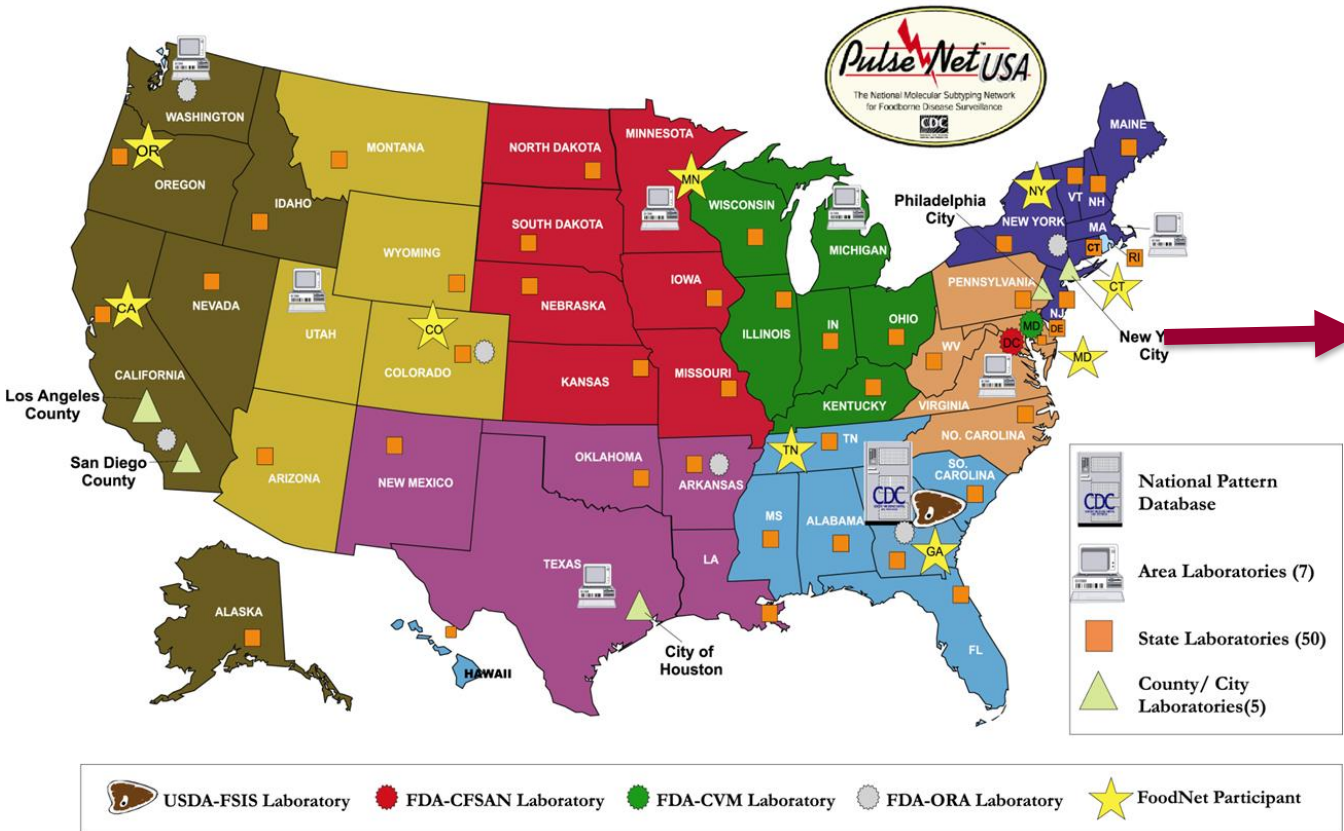 PulseNet USA
™
The National Molecular Subtyping Network
for Foodborne Disease Surveillance
CDC
WASHINGTON
OR
OREGON
IDAHO
MONTANA
WYOMING
NEVADA
CA
CALIFORNIA
UTAH
CO
COLORADO
ARIZONA
Los Angeles
County
San Diego
County
NORTH DAKOTA
SOUTH DAKOTA
NEBRASKA
KANSAS
MINNESOTA
MN
IOWA
MISSOURI
NEW MEXICO
OKLAHOMA
ARKANSAS
TEXAS
LA
City of
Houston
ALASKA
HAWAII
WISCONSIN
MICHIGAN
ILLINOIS
IN
OHIO
KENTUCKY
TN
TN
MS
ALABAMA
CDC
GA
SO.
CAROLINA
FL
MAINE
NY
VT
NH
NEW YORK
MA
CT
RI
CT
Philadelphia
City
PENNSYLVANIA
NJ
DE
MD
DC
MD
New Y
City
WV
VIRGINIA
NO. CAROLINA
National Pattern
Database
CDC
Area Laboratories (7)
State Laboratories (50)
County/ City
Laboratories(5)
USDA-FSIS Laboratory
FDA-CFSAN Laboratory
FDA-CVM Laboratory
FDA-ORA Laboratory
FoodNet Participant